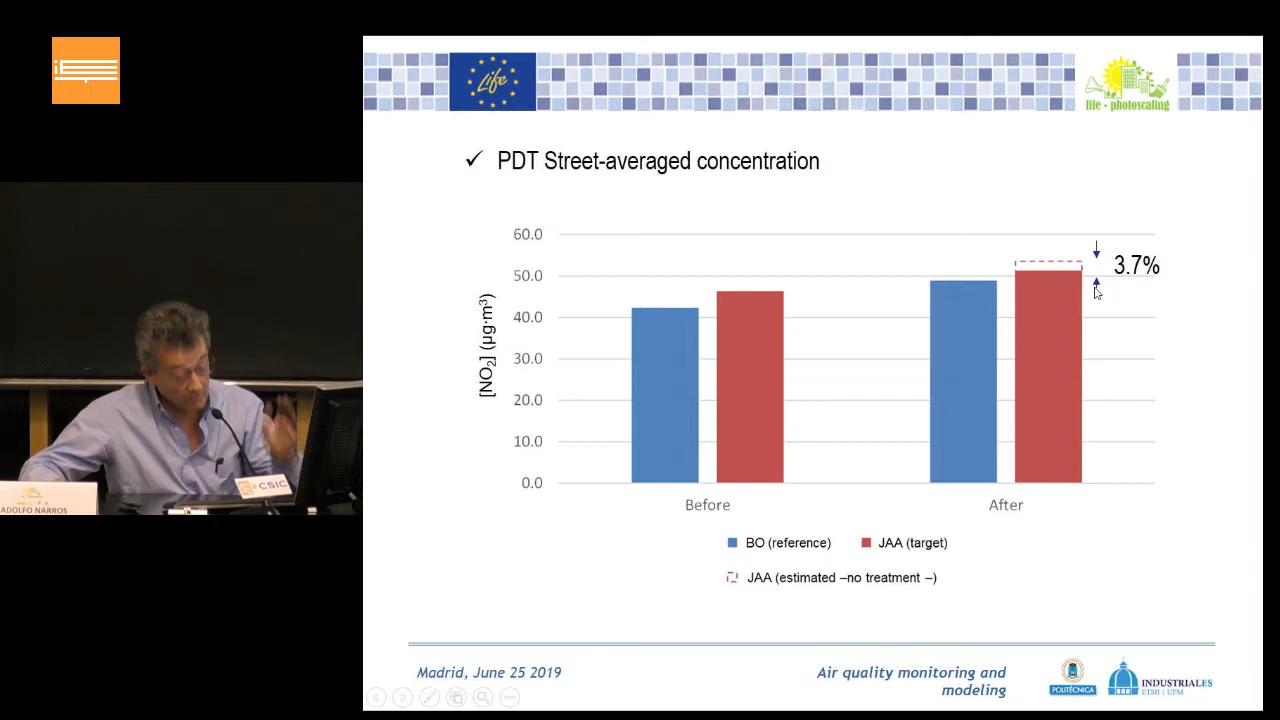 Life
life - photoscaling
✓ PDT Street-averaged concentration
60.0
50.0
40.0
30.0
20.0
10.0
0.0
[NO2] (µg·m³)
3.7%
Before
After
BO (reference)
JAA (target)
JAA (estimated –no treatment –)
CSIC
ADOLFO NARROS
Madrid, June 25 2019
Air quality monitoring and
modeling
POLITÉCNICA
INDUSTRIALES
ETSII | UPM